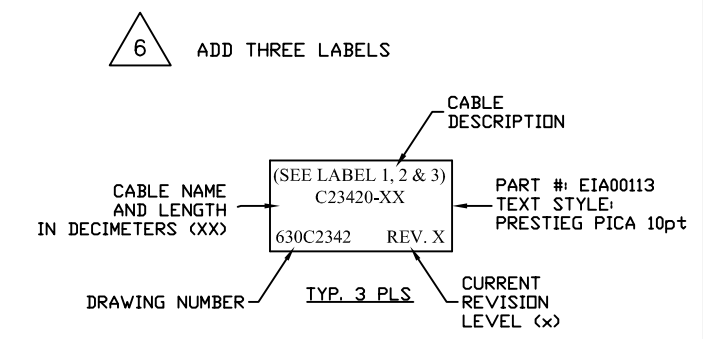 6
ADD THREE LABELS
CABLE
DESCRIPTION
(SEE LABEL 1, 2 & 3)
C23420-XX
630C2342 REV. X
CABLE NAME
AND LENGTH
IN DECIMETERS (XX)
PART #: EIA00113
TEXT STYLE:
PRESTIEG PICA 10pt
DRAWING NUMBER
TYP. 3 PLS
CURRENT
REVISION
LEVEL (x)